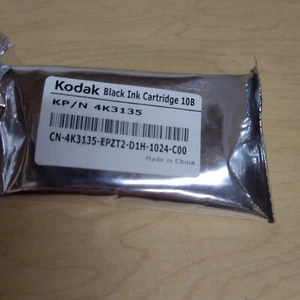 Kodak Black Ink Cartridge 10B
KP/N 4K3135
CN-4K3135-EPZT2-D1H-1024-C00
Made in China